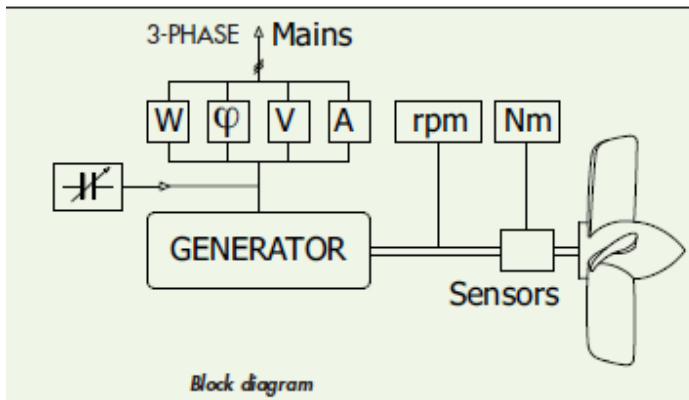 3-PHASE Mains
W φ V A rpm Nm
GENERATOR
Sensors
Block diagram